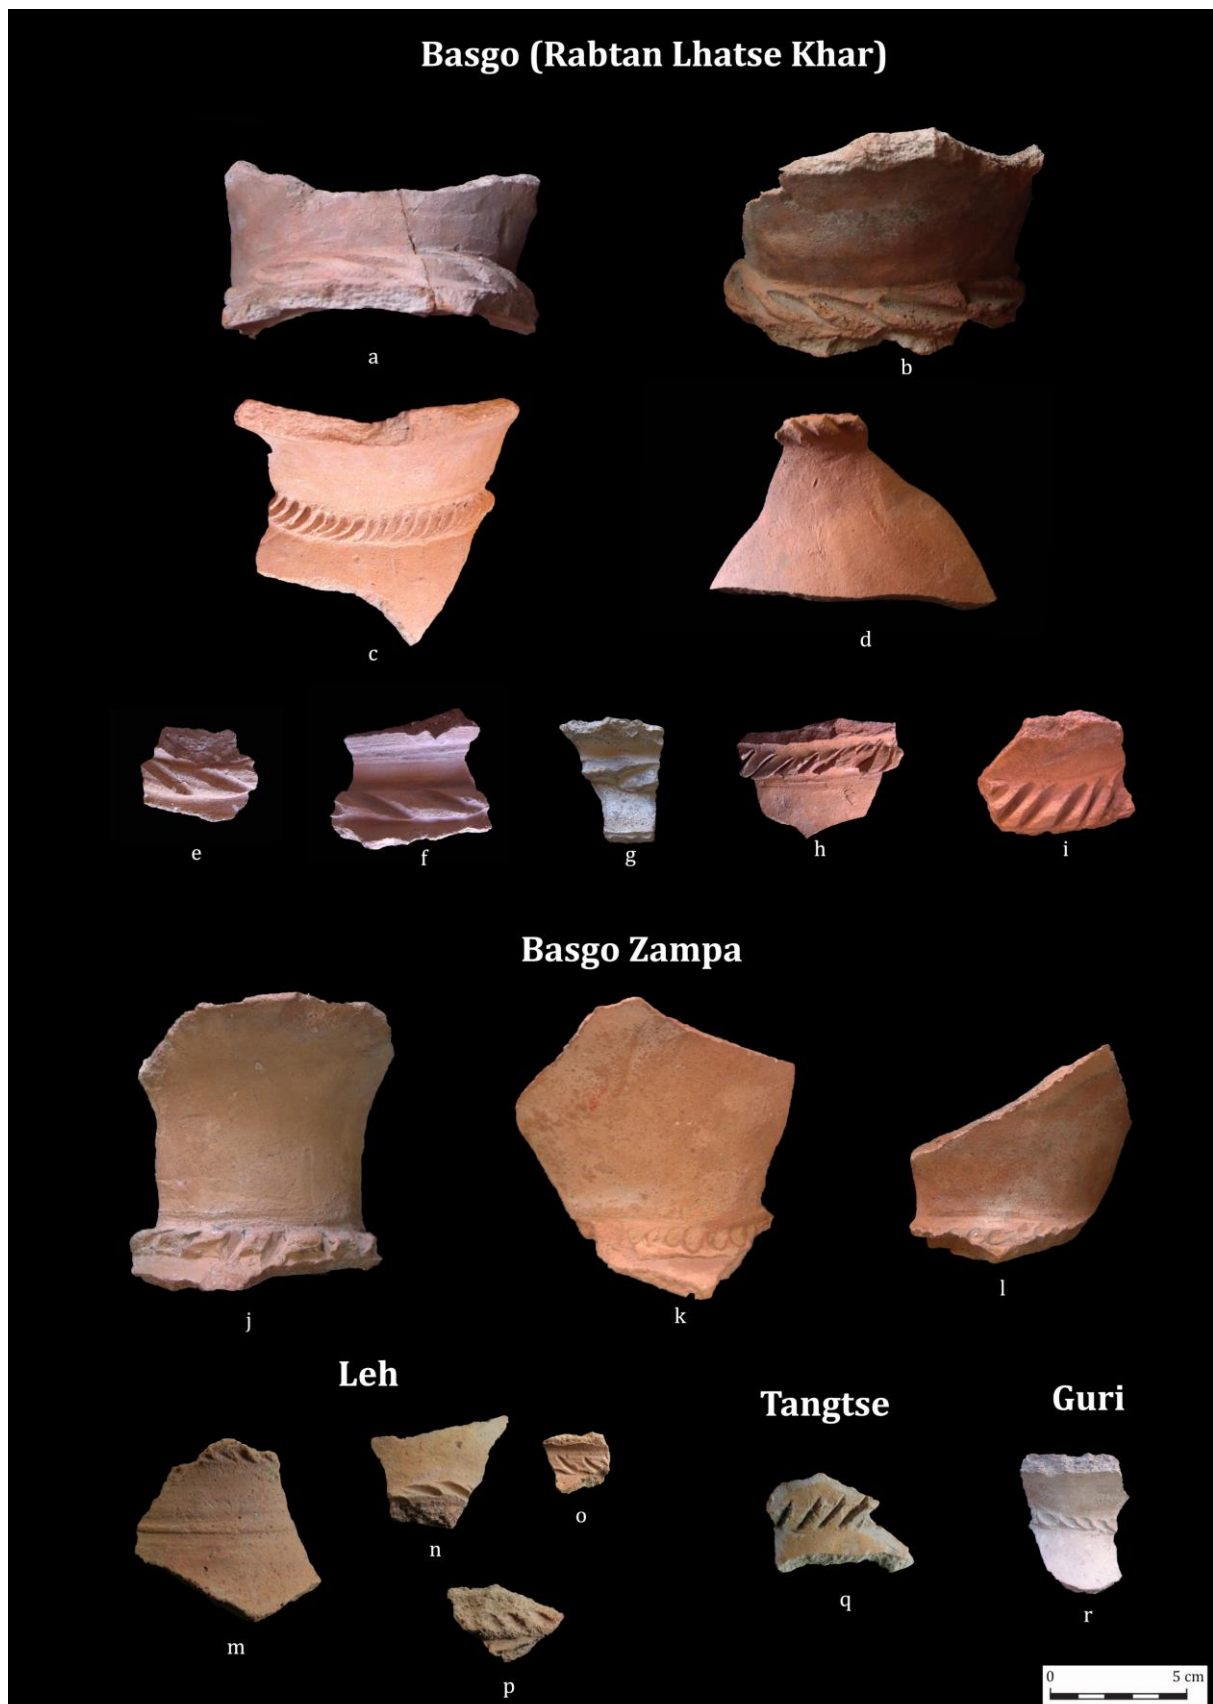 Basgo (Rabtan Lhatse Khar)
a
b
c
d
e
f
g
h
i
Basgo Zampa
j
k
l
Leh
Tangtse
Guri
m
n
o
p
q
r
0 5 cm